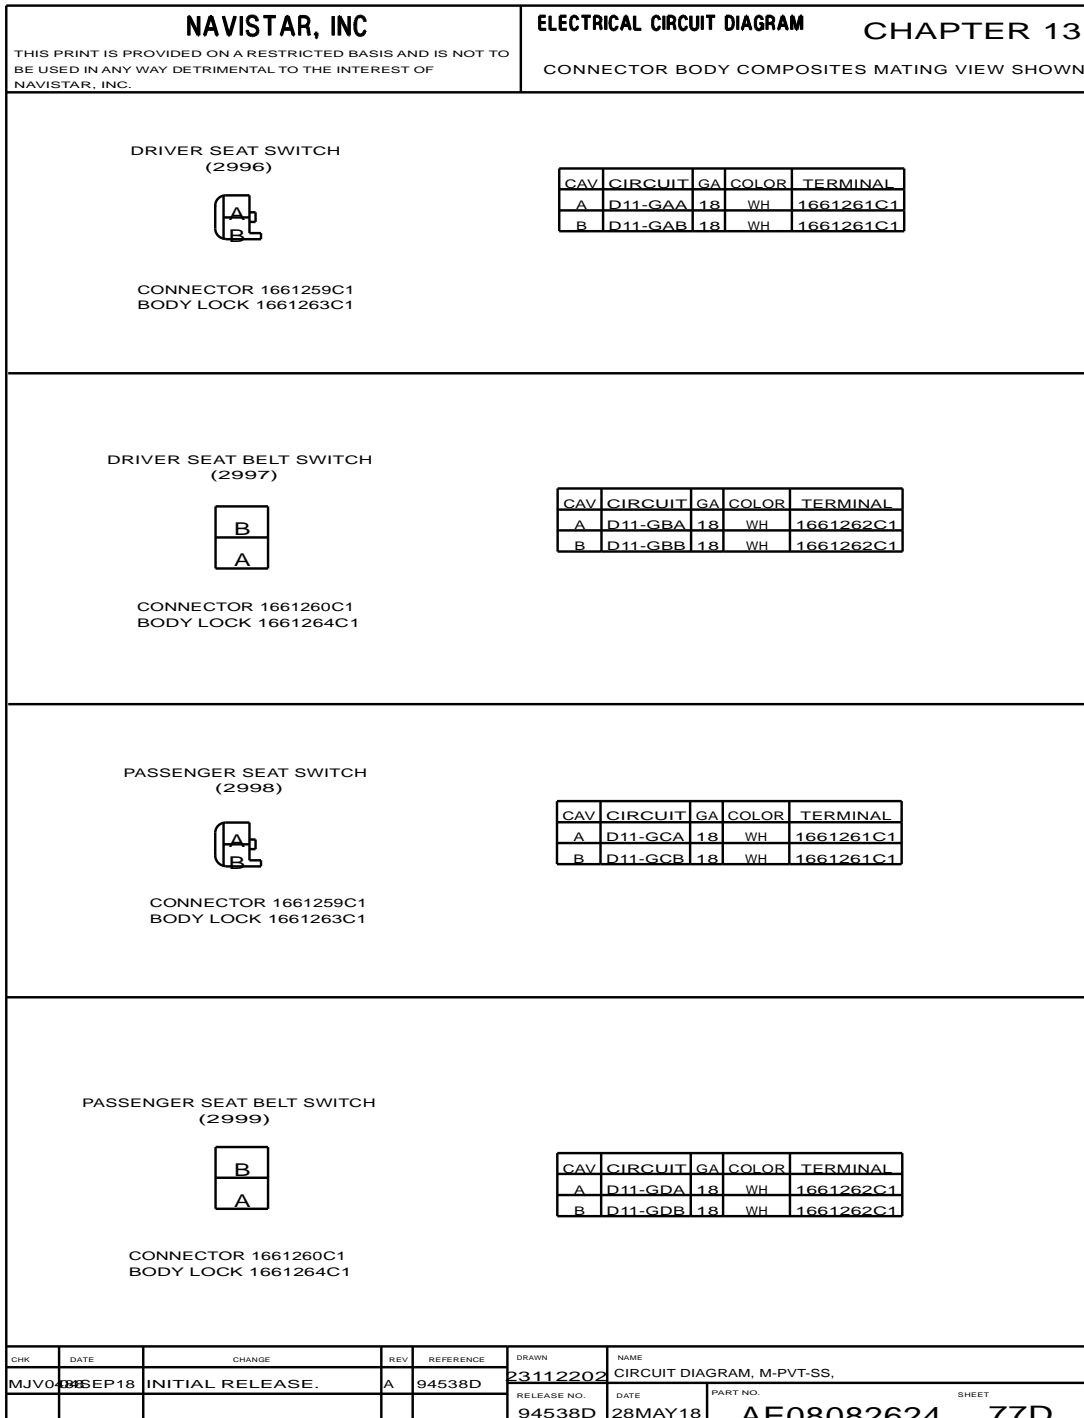 NAVISTAR, INC
THIS PRINT IS PROVIDED ON A RESTRICTED BASIS AND IS NOT TO
BE USED IN ANY WAY DETRIMENTAL TO THE INTEREST OF
NAVISTAR, INC.
ELECTRICAL CIRCUIT DIAGRAM
CHAPTER 13
CONNECTOR BODY COMPOSITES MATING VIEW SHOWN
DRIVER SEAT SWITCH
(2996)
A
B
CONNECTOR 1661259C1
BODY LOCK 1661263C1
CAV CIRCUIT GA COLOR TERMINAL
A D11-GAA 18 WH 1661261C1
B D11-GAB 18 WH 1661261C1
DRIVER SEAT BELT SWITCH
(2997)
B
A
CONNECTOR 1661260C1
BODY LOCK 1661264C1
CAV CIRCUIT GA COLOR TERMINAL
A D11-GBA 18 WH 1661262C1
B D11-GBB 18 WH 1661262C1
PASSENGER SEAT SWITCH
(2998)
A
B
CONNECTOR 1661259C1
BODY LOCK 1661263C1
CAV CIRCUIT GA COLOR TERMINAL
A D11-GCA 18 WH 1661261C1
B D11-GCB 18 WH 1661261C1
PASSENGER SEAT BELT SWITCH
(2999)
B
A
CONNECTOR 1661260C1
BODY LOCK 1661264C1
CAV CIRCUIT GA COLOR TERMINAL
A D11-GDA 18 WH 1661262C1
B D11-GDB 18 WH 1661262C1
CHK DATE CHANGE REV REFERENCE
INITIAL RELEASE. A 94538D
DRAWN
23112202
NAME
CIRCUIT DIAGRAM, M-PVT-SS,
RELEASE NO.
94538D
DATE
28MAY18
PART NO.
AE08082624
SHEET
77D